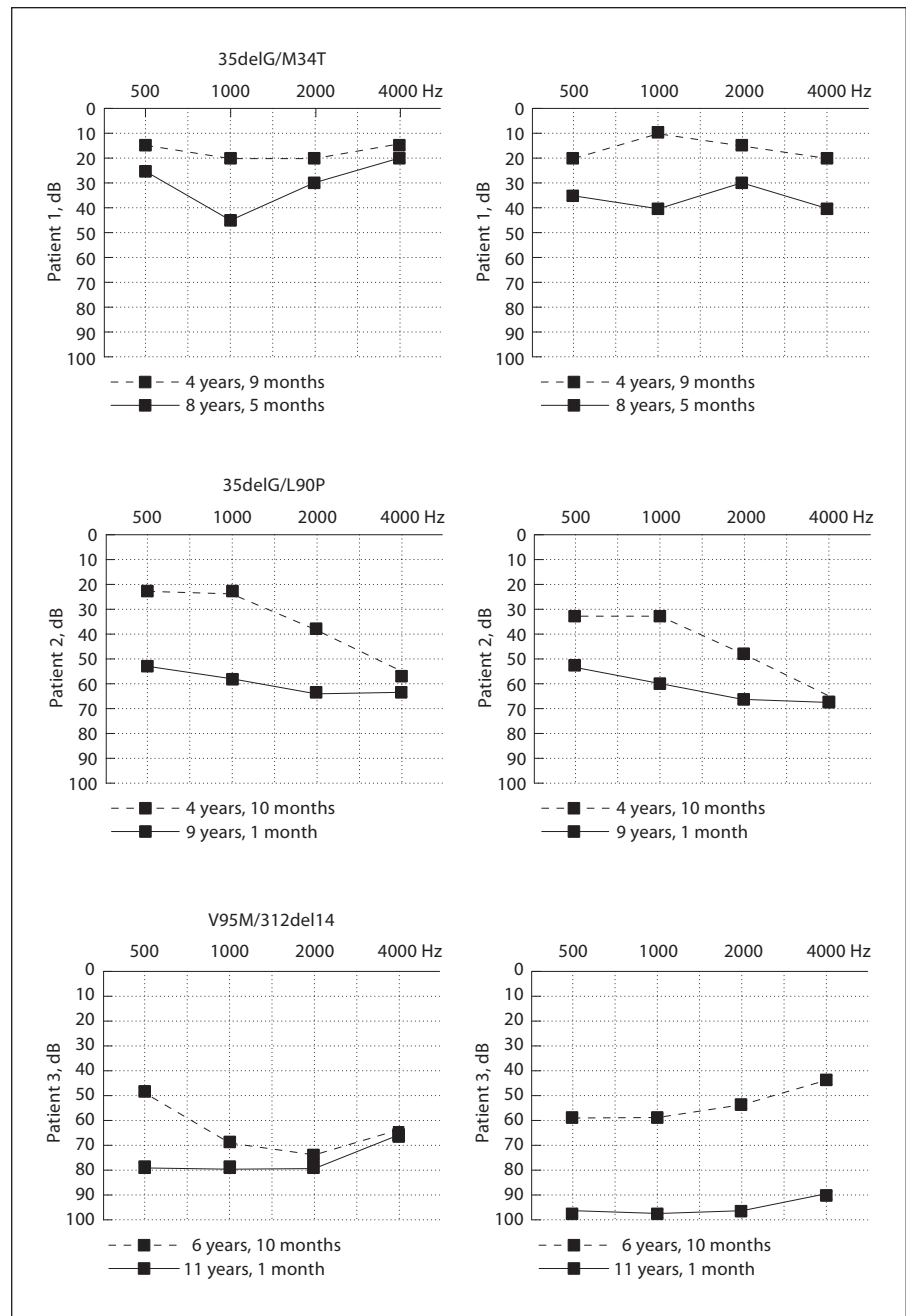 35delG/M34T
500 1000 2000 4000 Hz
500 1000 2000 4000 Hz
0
10
20
30
40
50
60
70
80
90
100
Patient 1, dB
0
10
20
30
40
50
60
70
80
90
100
Patient 1, dB
4 years, 9 months
8 years, 5 months
4 years, 9 months
8 years, 5 months
35delG/L90P
500 1000 2000 4000 Hz
500 1000 2000 4000 Hz
0
10
20
30
40
50
60
70
80
90
100
Patient 2, dB
0
10
20
30
40
50
60
70
80
90
100
Patient 2, dB
4 years, 10 months
9 years, 1 month
4 years, 10 months
9 years, 1 month
V95M/312del14
500 1000 2000 4000 Hz
500 1000 2000 4000 Hz
0
10
20
30
40
50
60
70
80
90
100
Patient 3, dB
0
10
20
30
40
50
60
70
80
90
100
Patient 3, dB
6 years, 10 months
11 years, 1 month
6 years, 10 months
11 years, 1 month